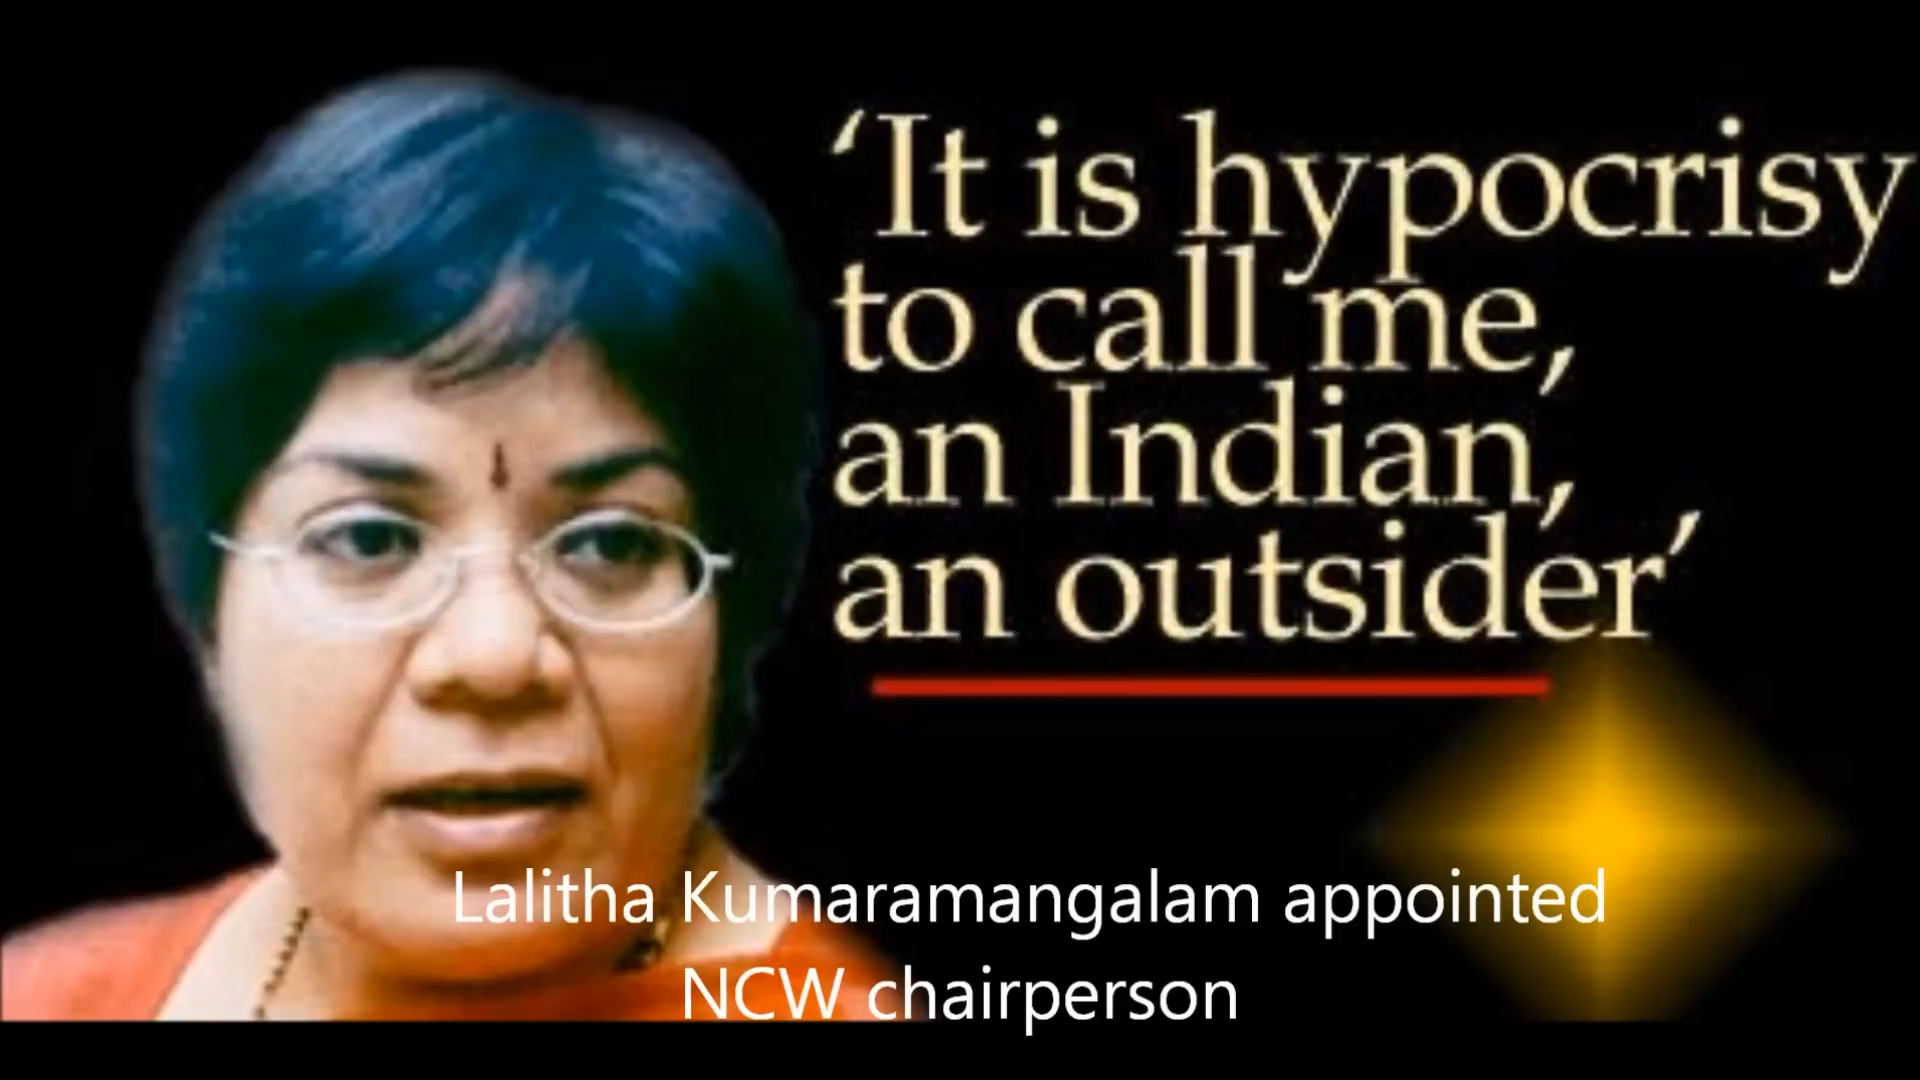 ‘It is hypocrisy
to call me,
an Indian,
an outsider’
Lalitha Kumaramangalam appointed
NCW chairperson